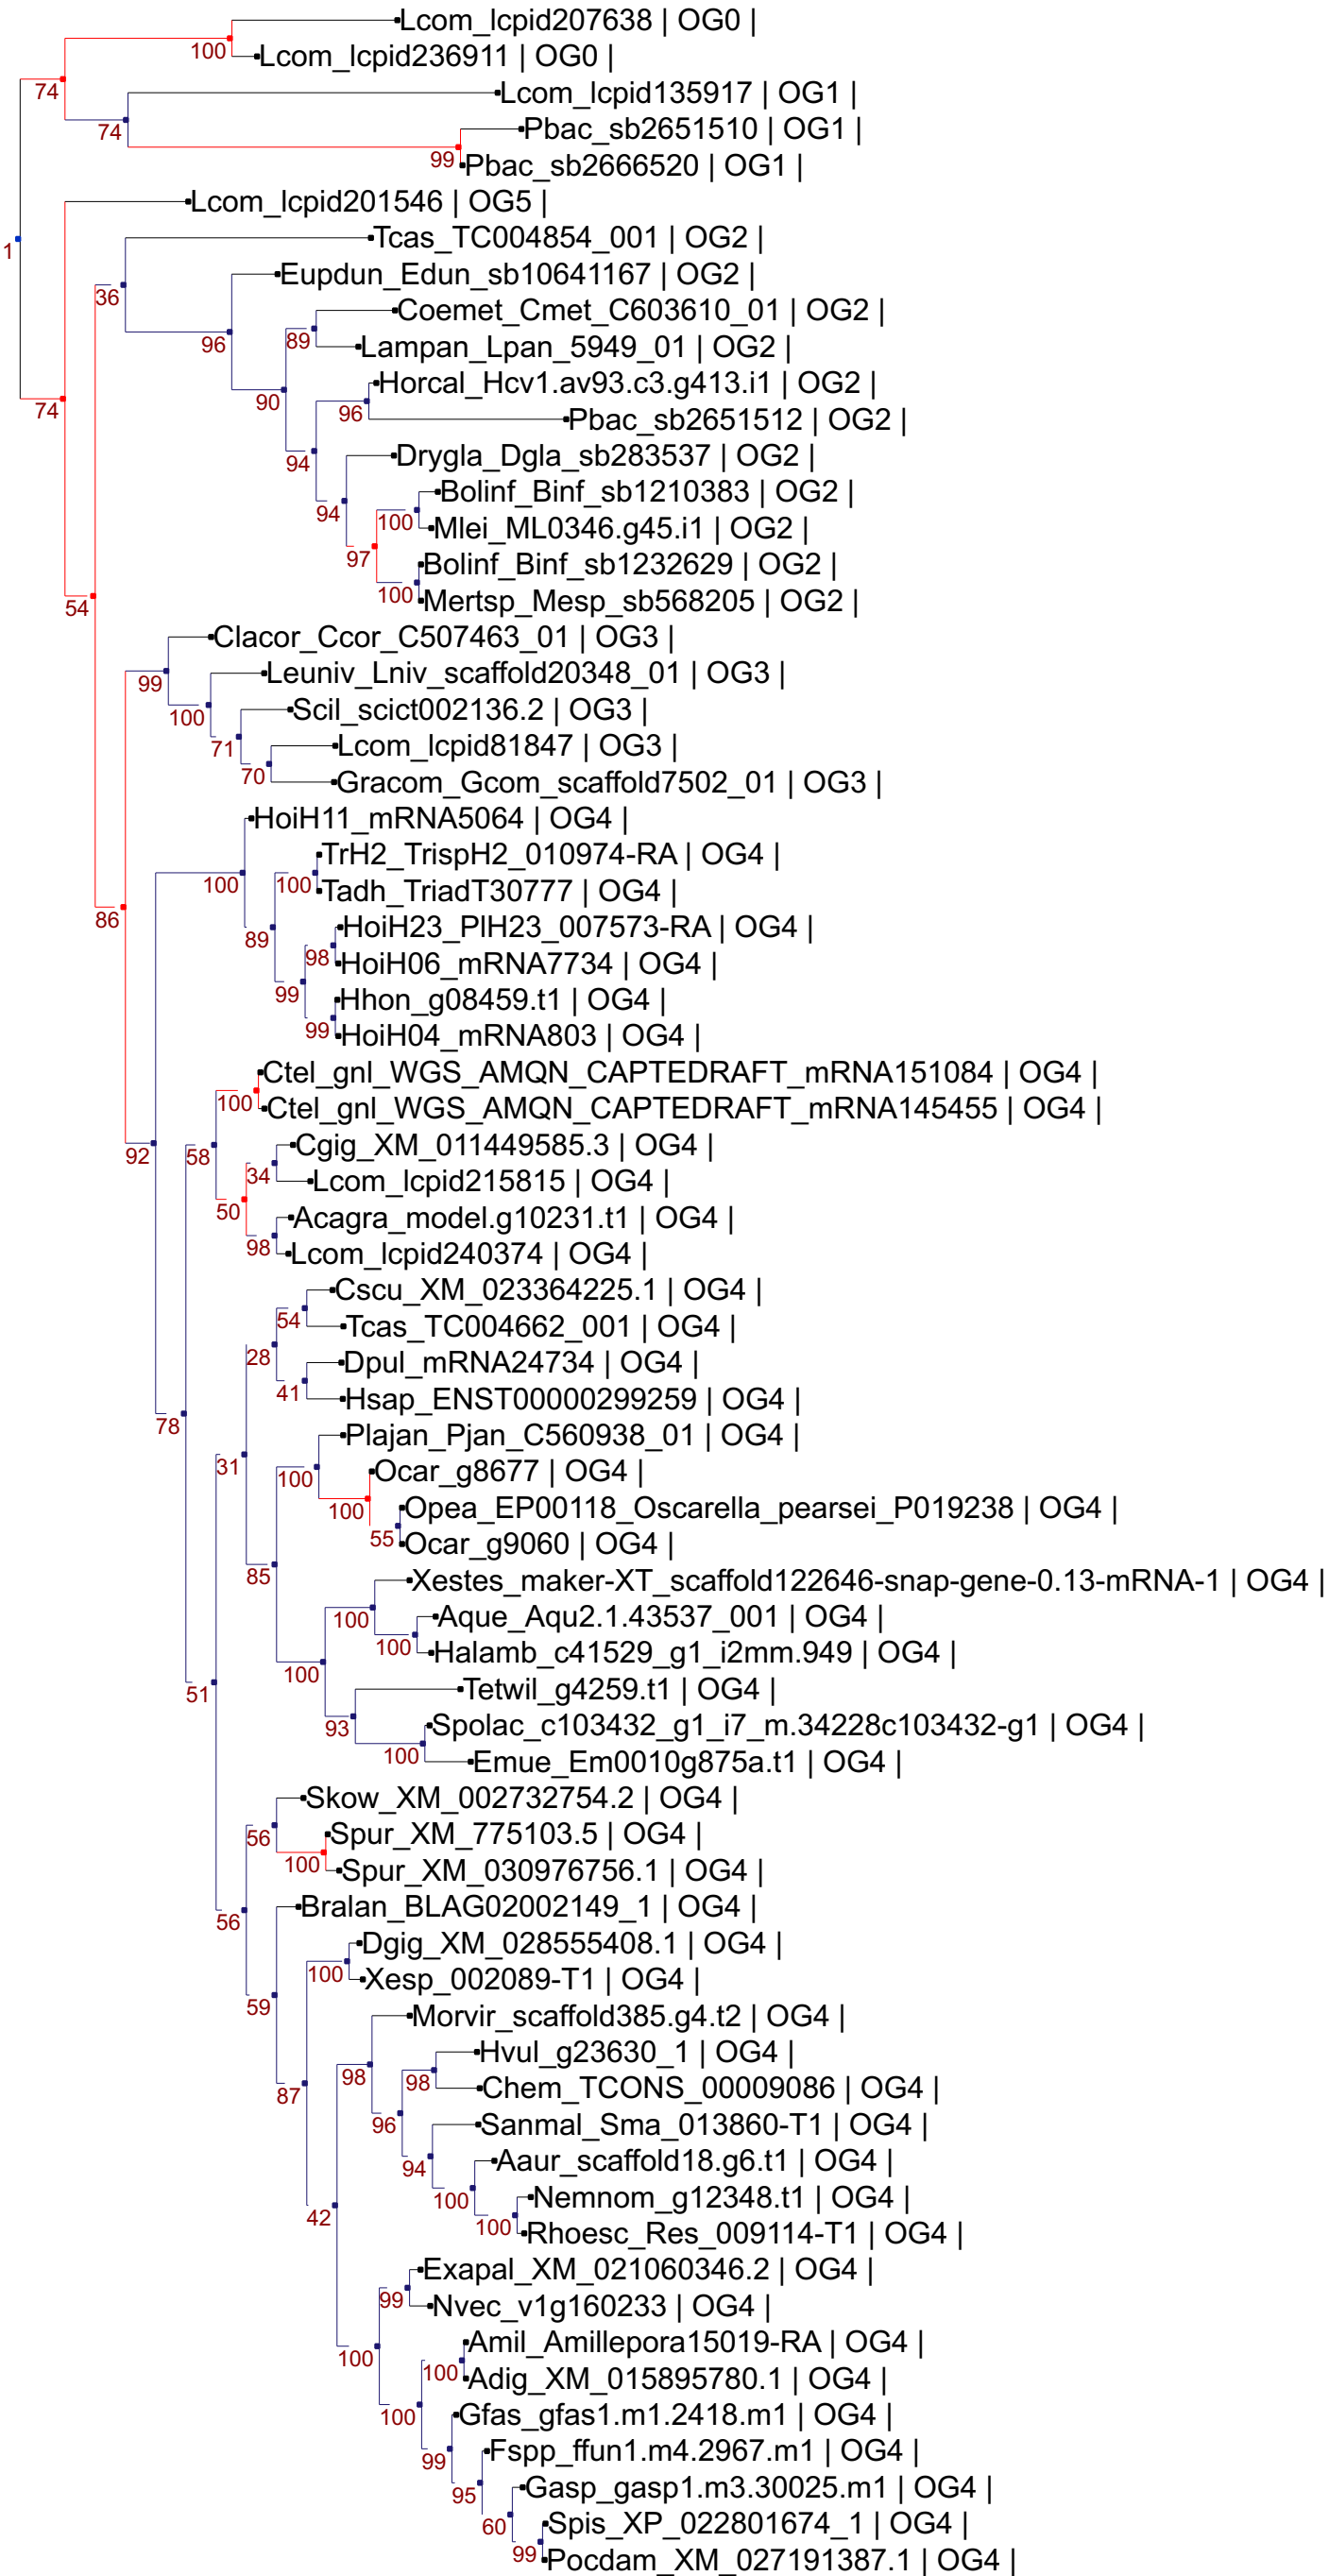 Lcom_lcpid207638 | OG0 |
100
Lcom_lcpid236911 | OG0 |
74
Lcom_lcpid135917 | OG1 |
74
Pbac_sb2651510 | OG1 |
99
Pbac_sb2666520 | OG1 |
Lcom_lcpid201546 | OG5 |
1
Tcas_TC004854_001 | OG2 |
Eupdun_Edun_sb10641167 | OG2 |
36
Coemet_Cmet_C603610_01 | OG2 |
96
89
Lampan_Lpan_5949_01 | OG2 |
Horcal_Hcv1.av93.c3.g413.i1 | OG2 |
74
90
96
Pbac_sb2651512 | OG2 |
Drygla_Dgla_sb283537 | OG2 |
94
Bolinf_Binf_sb1210383 | OG2 |
94
100
Mlei_ML0346.g45.i1 | OG2 |
97
Bolinf_Binf_sb1232629 | OG2 |
100
Mertsp_Mesp_sb568205 | OG2 |
54
Clacor_Ccor_C507463_01 | OG3 |
99
Leuniv_Lniv_scaffold20348_01 | OG3 |
100
Scil_scict002136.2 | OG3 |
71
Lcom_lcpid81847 | OG3 |
70
Gracom_Gcom_scaffold7502_01 | OG3 |
HoiH11_mRNA5064 | OG4 |
TrH2_TrispH2_010974-RA | OG4 |
100
100
Tadh_TriadT30777 | OG4 |
86
HoiH23_PlH23_007573-RA | OG4 |
89
98
HoiH06_mRNA7734 | OG4 |
99
Hhon_g08459.t1 | OG4 |
99
HoiH04_mRNA803 | OG4 |
Ctel_gnl_WGS_AMQN_CAPTEDRAFT_mRNA151084 | OG4 |
100
Ctel_gnl_WGS_AMQN_CAPTEDRAFT_mRNA145455 | OG4 |
92
58
Cgig_XM_011449585.3 | OG4 |
34
Lcom_lcpid215815 | OG4 |
50
Acagra_model.g10231.t1 | OG4 |
98
Lcom_lcpid240374 | OG4 |
Cscu_XM_023364225.1 | OG4 |
54
Tcas_TC004662_001 | OG4 |
28
Dpul_mRNA24734 | OG4 |
41
Hsap_ENST00000299259 | OG4 |
78
Plajan_Pjan_C560938_01 | OG4 |
31
100
Ocar_g8677 | OG4 |
100
Opea_EP00118_Oscarella_pearsei_P019238 | OG4 |
55
Ocar_g9060 | OG4 |
85
Xestes_maker-XT_scaffold122646-snap-gene-0.13-mRNA-1 | OG4 |
100
Aque_Aqu2.1.43537_001 | OG4 |
100
Halamb_c41529_g1_i2mm.949 | OG4 |
100
51
Tetwil_g4259.t1 | OG4 |
93
Spolac_c103432_g1_i7_m.34228c103432-g1 | OG4 |
100
Emue_Em0010g875a.t1 | OG4 |
Skow_XM_002732754.2 | OG4 |
56
Spur_XM_775103.5 | OG4 |
100
Spur_XM_030976756.1 | OG4 |
56
Bralan_BLAG02002149_1 | OG4 |
Dgig_XM_028555408.1 | OG4 |
100
Xesp_002089-T1 | OG4 |
59
Morvir_scaffold385.g4.t2 | OG4 |
Hvul_g23630_1 | OG4 |
98
98
Chem_TCONS_00009086 | OG4 |
87
96
Sanmal_Sma_013860-T1 | OG4 |
94
Aaur_scaffold18.g6.t1 | OG4 |
100
Nemnom_g12348.t1 | OG4 |
42
100
Rhoesc_Res_009114-T1 | OG4 |
Exapal_XM_021060346.2 | OG4 |
99
Nvec_v1g160233 | OG4 |
100
Amil_Amillepora15019-RA | OG4 |
100
Adig_XM_015895780.1 | OG4 |
100
Gfas_gfas1.m1.2418.m1 | OG4 |
99
Fspp_ffun1.m4.2967.m1 | OG4 |
95
Gasp_gasp1.m3.30025.m1 | OG4 |
60
Spis_XP_022801674_1 | OG4 |
99
Pocdam_XM_027191387.1 | OG4 |